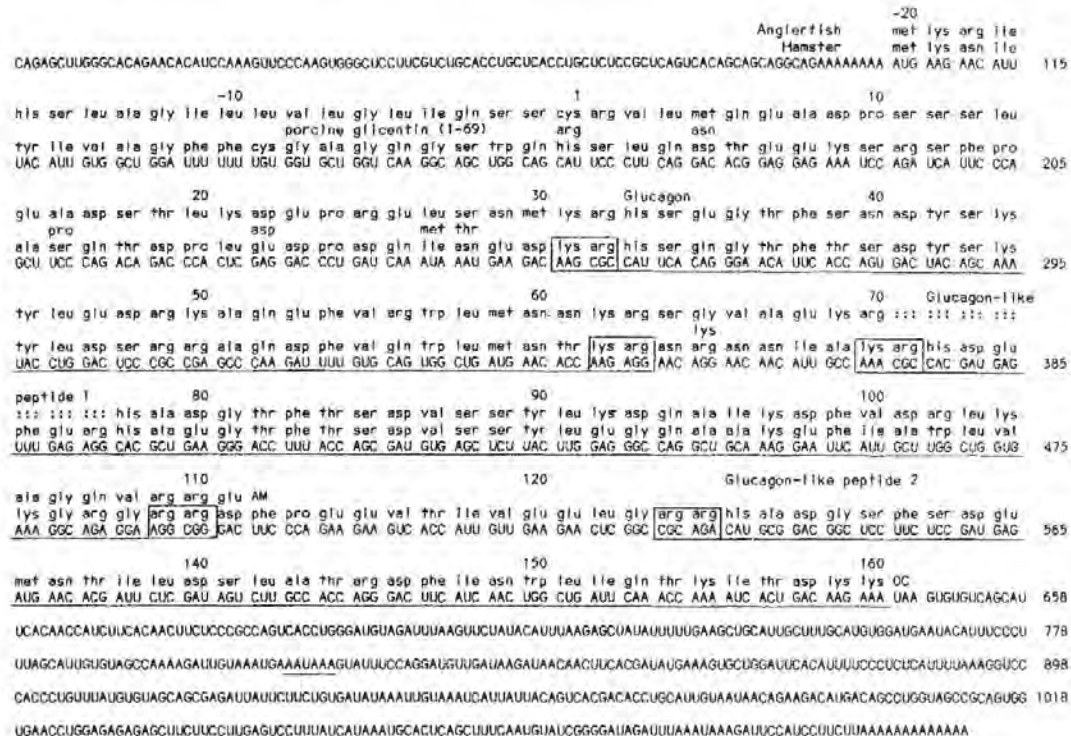 -20
Anglerfish met lys arg ile
Hamster met lys asn ile
CAGAGCUUGGGCACAGAACACAUCCAAAGUUCCCAAGUGGGCUCCUUCGUCUGCACCUGCUCACCUGCUCUCCGCUCAGUCACAGCAGCAGGCAGAAAAAAAA AUG AAG AAC AUU 115
-10 1 10
his ser leu ala gly ile leu leu val leu gly leu ile gln ser ser cys arg val leu met gln glu ala asp pro ser ser ser leu
porcine glicentin (1-69) arg asn
tyr ile val ala gly phe phe cys gly ala gly gln gly ser trp gln his ser leu gln asp thr glu glu lys ser arg ser phe pro
UAC AUU GUG GCU GGA UUU UUU UGU GGU GCU GGU CAA GGC AGC UGG CAG CAU UCC CUU CAG GAC ACG GAG GAG AAA UCC AGA UCA UUC CCA 205
20 30 Glucagon 40
glu ala asp ser thr leu lys asp glu pro arg glu leu ser asn met lys arg his ser glu gly thr phe ser asn asp tyr ser lys
pro asp met thr
ala ser gln thr asp pro leu glu asp pro asp gln ile asn glu asp lys arg his ser gln gly thr phe thr ser asp tyr ser lys
GCU UCC CAG ACA GAC CCA CUC GAG GAC CCU GAU CAA AUA AAU GAA GAC AAG CGC CAU UCA CAG GGA ACA UUC ACC AGU GAC UAC AGC AAA 295
50 60 70 Glucagon-like
tyr leu glu asp arg lys ala gln glu phe val arg trp leu met asn asn lys arg ser gly val ala glu lys arg ::: ::: ::: :::
lys
tyr leu asp ser arg arg ala gln asp phe val gln trp leu met asn thr lys arg asn arg asn asn ile ala lys arg his asp glu
UAC CUG GAC UCC CGC CGA GCC CAA GAU UUU GUG CAG UGG CUG AUG AAC ACC AAG AGG AAC AGG AAC AAC AUU GCC AAA CGC CAC GAU GAG 385
peptide 1 80 90 100
::: ::: ::: his ala asp gly thr phe thr ser asp val ser ser tyr leu lys asp gln ala ile lys asp phe val asp arg leu lys
phe glu arg his ala glu gly thr phe thr ser asp val ser ser tyr leu glu gly gln ala ala lys glu phe ile ala trp leu val
UUU GAG AGG CAC GCU GAA GGG ACC UUU ACC AGC GAU GUG AGC UCU UAC UUG GAG GGC CAG GCU GCA AAG GAA UUC AUU GCU UGG CUG GUG 475
110 120 Glucagon-like peptide 2
ala gly gln val arg arg glu AM
lys gly arg gly arg arg asp phe pro glu glu val thr ile val glu glu leu gly arg arg his ala asp gly ser phe ser asp glu
AAA GGC AGA GGA AGG CGG GAC UUC CCA GAA GAA GUC ACC AUU GUU GAA GAA CUC GGC CGC AGA CAU GCG GAC GGC UCC UUC UCC GAU GAG 565
140 150 160
met asn thr ile leu asp ser leu ala thr arg asp phe ile asn trp leu ile gln thr lys ile thr asp lys lys OC
AUG AAC ACG AUU CUC GAU AGU CUU GCC ACC AGG GAC UUC AUC AAC UGG CUG AUU CAA ACC AAA AUC ACU GAC AAG AAA UAA GUGUGUCAGCAU 658
UCACAACCAUCUUCACAACUUCUCCCGCCAGUCACCUGGGAUGUAGAUUUAAGUUCUAUACAUUUAAGAGCUAUAUUUUUGAAGCUGCAUUGCUUUGCAUGUGGAUGAAUACAUUUCCCU 778
UUAGCAUUGUGUAGCCAAAAGAUUGUAAAUGAAAUAAAGUAUUUCCAGGAUGUUGAUAAGAUAACAACUUCACGAUAUGAAAGUGCUGGAUUCACAUUUUCCCUCUCAUUUUAAAGGUCC 898
CACCCUGUUUAUGUGUAGCAGCGAGAUUAUUCUUCUGUGAUAUAAAUUGUAAAUCAUUAUUACAGUCACGACACCUGCAUUGUAAUAACAGAAGACAUGACAGCCUGGUAGCCGCAGUGG 1018
UGAACCUGGAGAGAGAGCUUCUUCCUUGAGUCCUUUAUCAUAAAUGCACUCAGCUUUCAAUGUAUCGGGGAUAGAUUUAAAUAAAGAUUCCAUCCUUCUUAAAAAAAAAAAAA